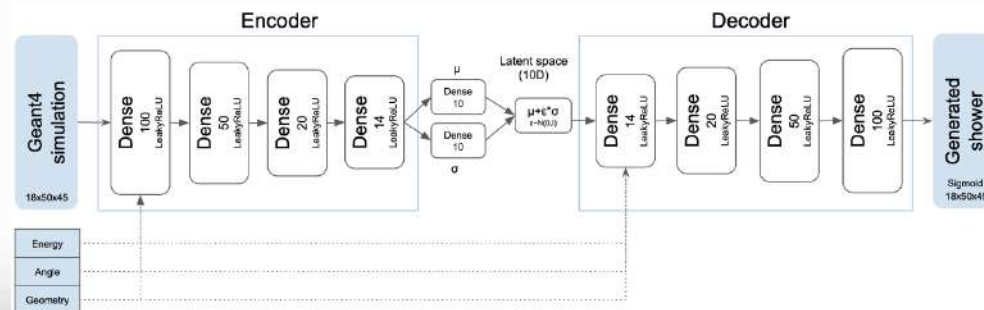 Encoder
Decoder
Geant4
simulation
18x50x45
Dense
100
LeakyReLU
Dense
50
LeakyReLU
Dense
20
LeakyReLU
Dense
14
LeakyReLU
μ
Dense
10
Dense
10
σ
Latent space
(10D)
μ+ε*σ
ε~N(0,I)
Dense
14
LeakyReLU
Dense
20
LeakyReLU
Dense
50
LeakyReLU
Dense
100
LeakyReLU
Generated
shower
Sigmoid
18x50x45
Energy
Angle
Geometry